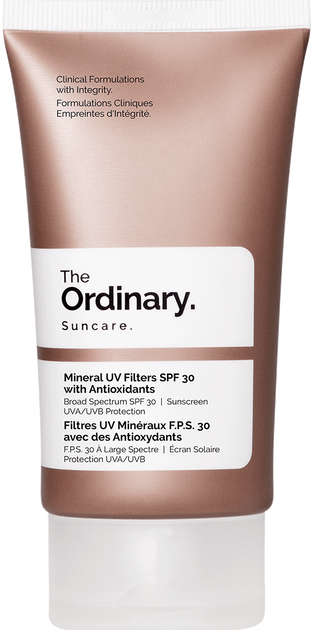 Clinical Formulations
with Integrity.
Formulations Cliniques
Empreintes d'Intégrité.
The
Ordinary.
Suncare.
Mineral UV Filters SPF 30
with Antioxidants
Broad Spectrum SPF 30 | Sunscreen
UVA/UVB Protection
Filtres UV Minéraux F.P.S. 30
avec des Antioxydants
F.P.S. 30 À Large Spectre | Écran Solaire
Protection UVA/UVB